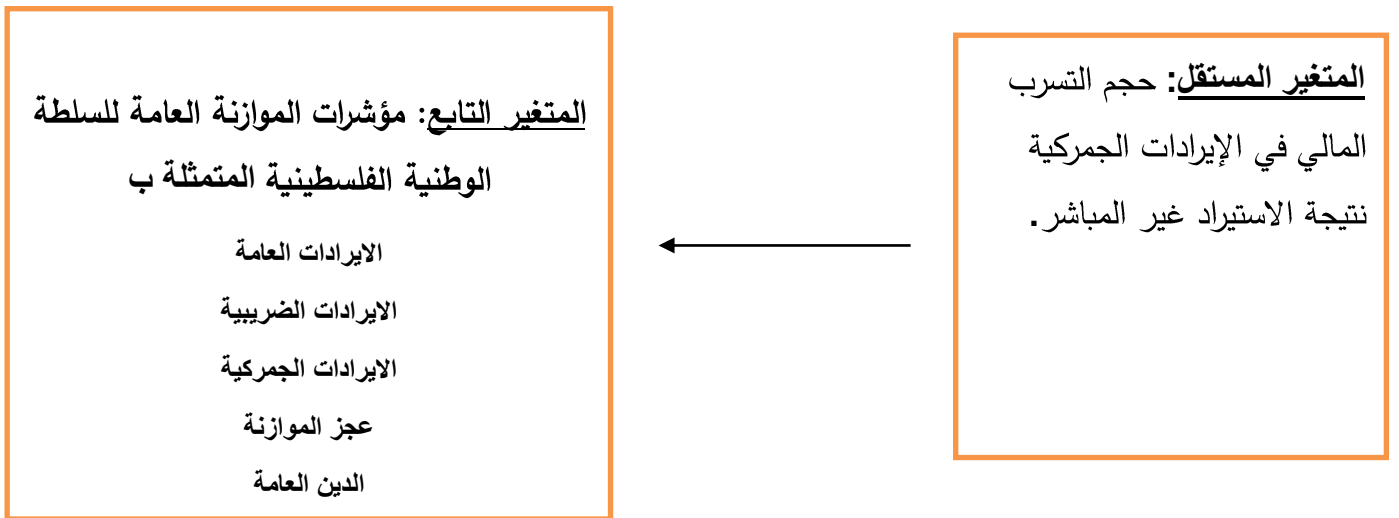 المتغير المستقل: حجم التسرب
المالي في الإيرادات الجمركية
نتيجة الاستيراد غير المباشر.
المتغير التابع: مؤشرات الموازنة العامة للسلطة
الوطنية الفلسطينية المتمثلة ب
الايرادات العامة
الايرادات الضريبية
الايرادات الجمركية
عجز الموازنة
الدين العامة